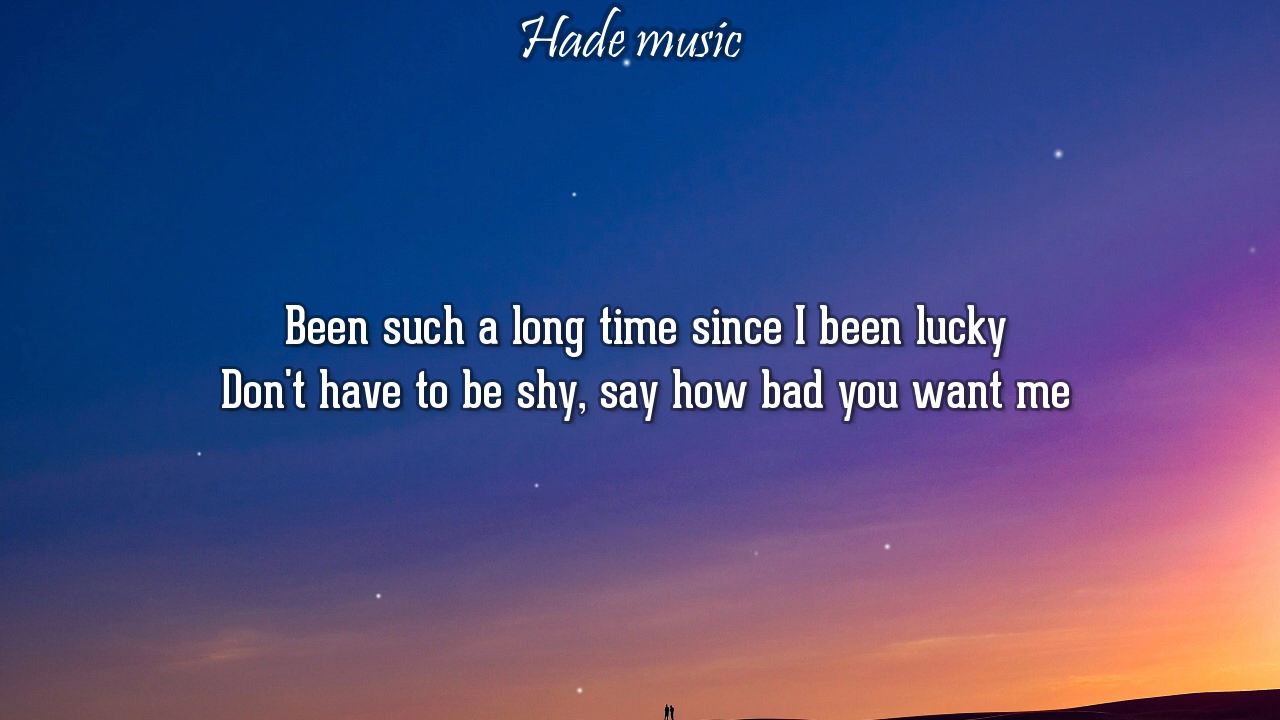 Hade music
Been such a long time since I been lucky
Don't have to be shy, say how bad you want me